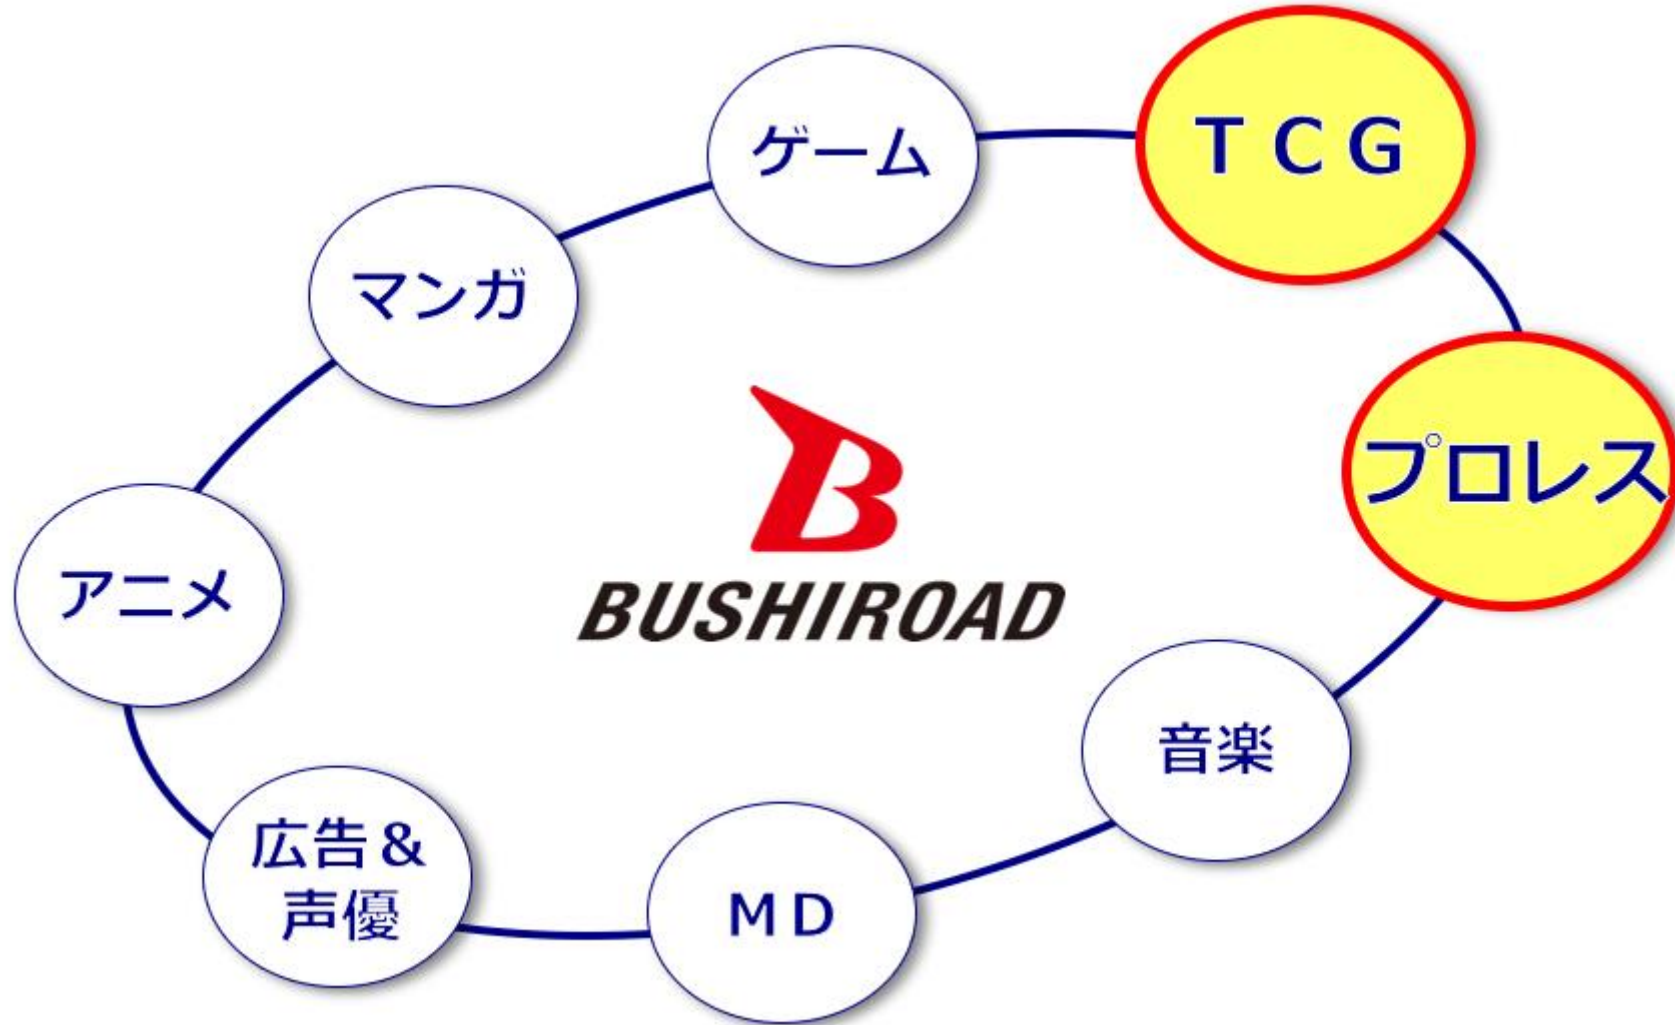 ゲーム
ＴＣＧ
マンガ
プロレス
BUSHIROAD
アニメ
音楽
広告＆
声優
ＭＤ